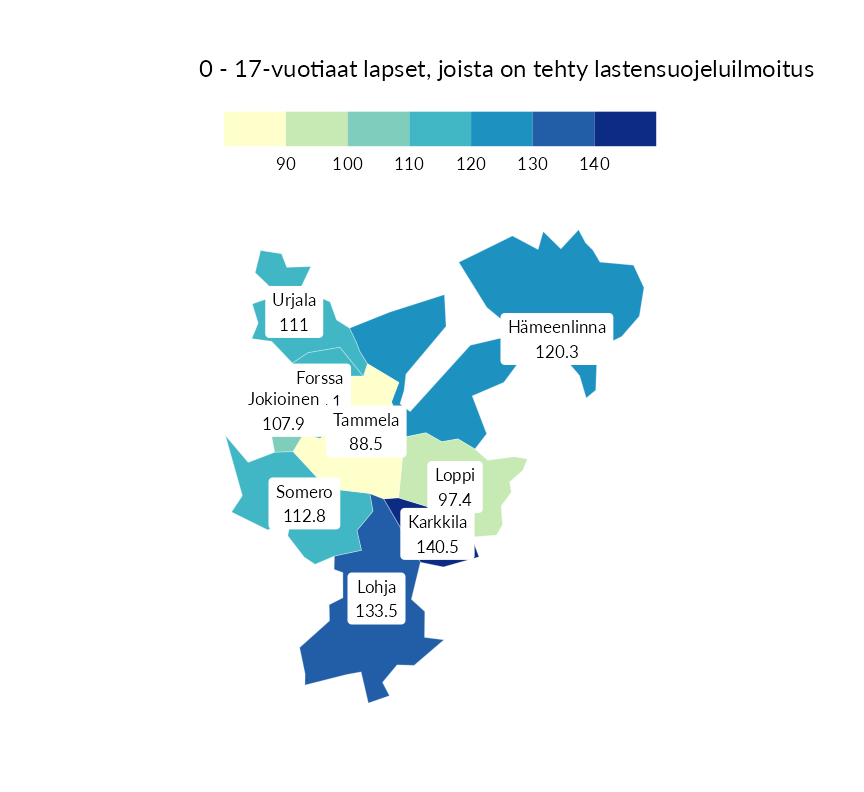 0 - 17-vuotiaat lapset, joista on tehty lastensuojeluilmoitus
90 100 110 120 130 140
Urjala
111
Hämeenlinna
120.3
Forssa
Jokioinen
107.9
Tammela
88.5
Loppi
97.4
Somero
112.8
Karkkila
140.5
Lohja
133.5